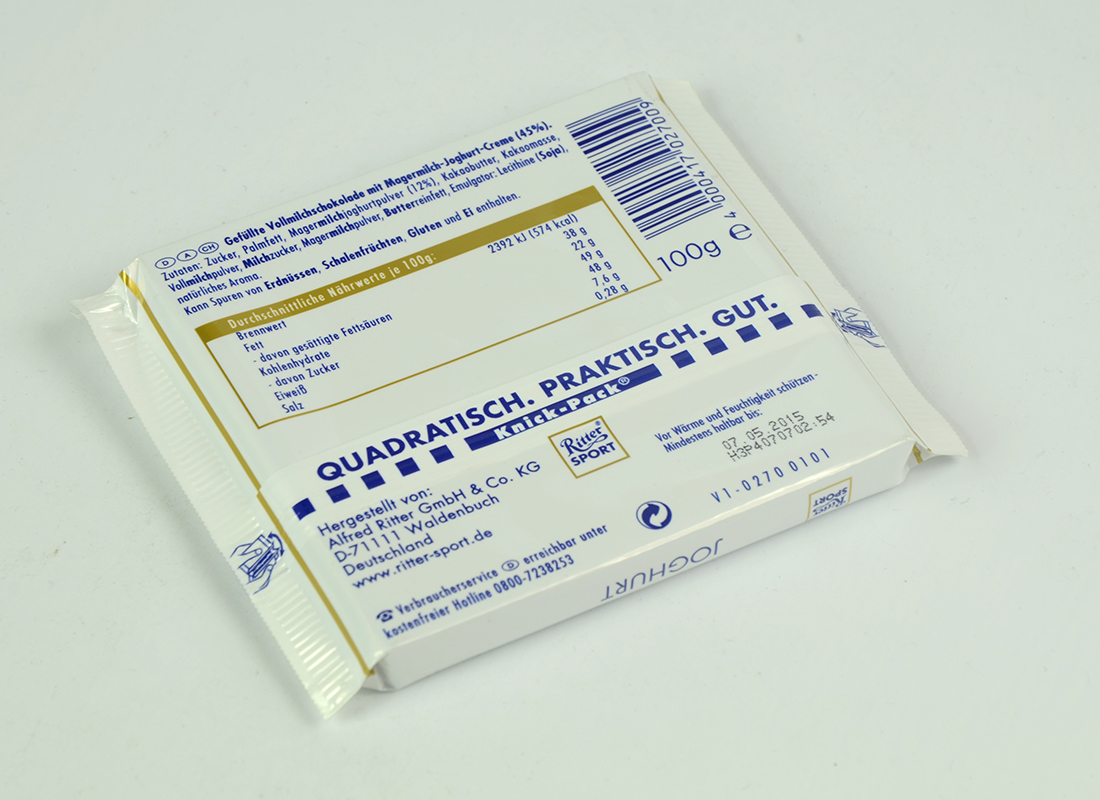 D A CH Gefüllte Vollmilchschokolade mit Magermilch-Joghurt-Creme (45%).
Zutaten: Zucker, Palmfett, Magermilchjoghurtpulver (12%), Kakaobutter, Kakaomasse,
Vollmilchpulver, Milchzucker, Magermilchpulver, Butterreinfett, Emulgator: Lecithine (Soja),
natürliches Aroma.
Kann Spuren von Erdnüssen, Schalenfrüchten, Gluten und Ei enthalten.
Durchschnittliche Nährwerte je 100g:
Brennwert 2392 kJ (574 kcal)
Fett 38 g
- davon gesättigte Fettsäuren 22 g
Kohlenhydrate 49 g
- davon Zucker 48 g
Eiweiß 7,6 g
Salz 0,28 g
4 000417 027009
100g e
QUADRATISCH. PRAKTISCH. GUT.
Knick-Pack®
Ritter
SPORT
Hergestellt von:
Alfred Ritter GmbH & Co. KG
D-71111 Waldenbuch
Deutschland
www.ritter-sport.de
Verbraucherservice D erreichbar unter
kostenfreier Hotline 0800-7238253
Vor Wärme und Feuchtigkeit schützen-
Mindestens haltbar bis:
07.05.2015
H3P4070702:54
V1-0270 0101
Ritter
SPORT
JOGHURT